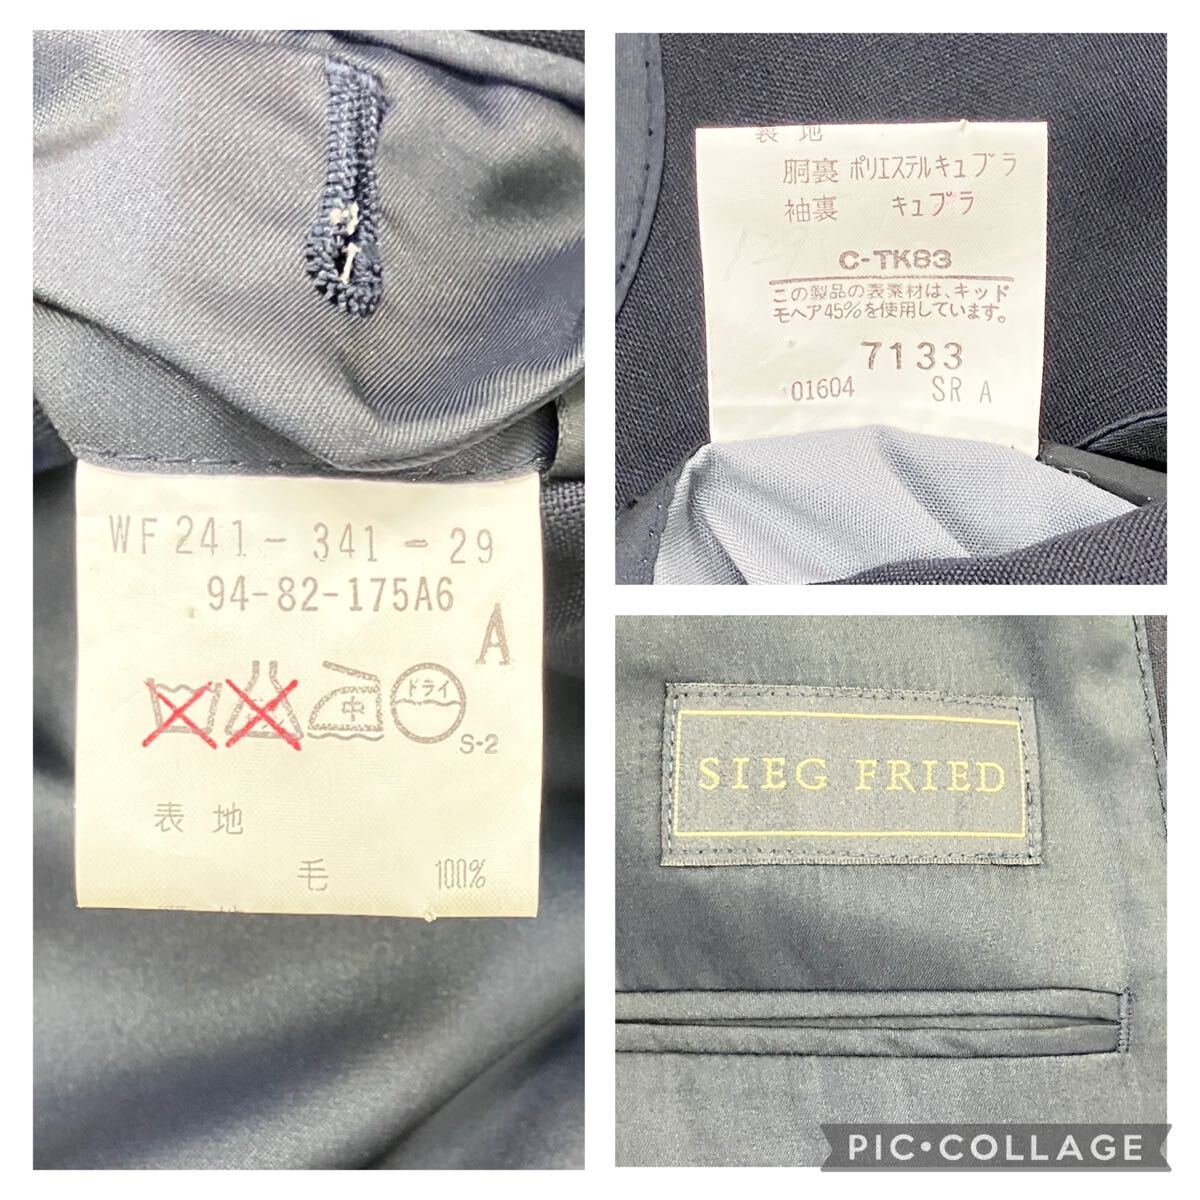 WF 241-341-29
94-82-175A6
A
中
ドライ
S-2
表地
毛 100%
裏地
裏地
胴裏 ポリエステルキュプラ
袖裏 キュプラ
C-TK83
この製品の表素材は、キッド
モヘア45%を使用しています。
7133
01604 SR A
SIEG FRIED
PIC•COLLAGE